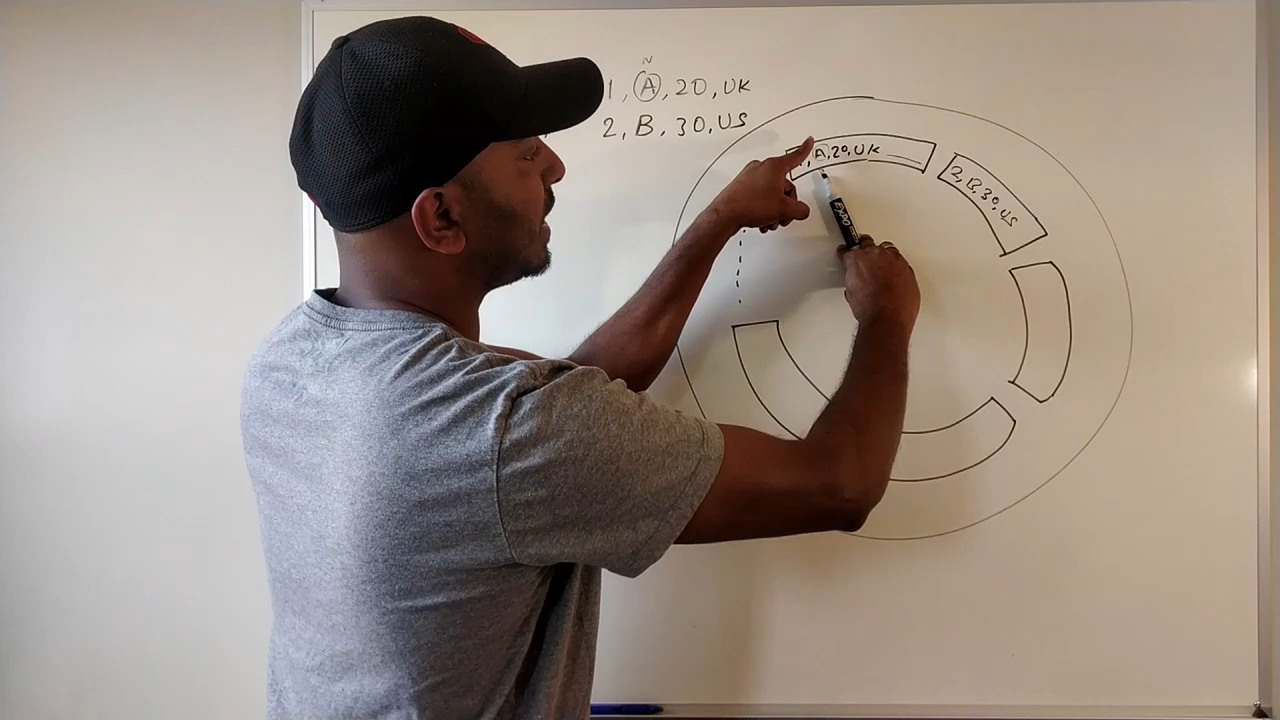 ~
1, A, 20, UK
2, B, 30, US
, A, 20, UK
2, B, 30, US
EXPO